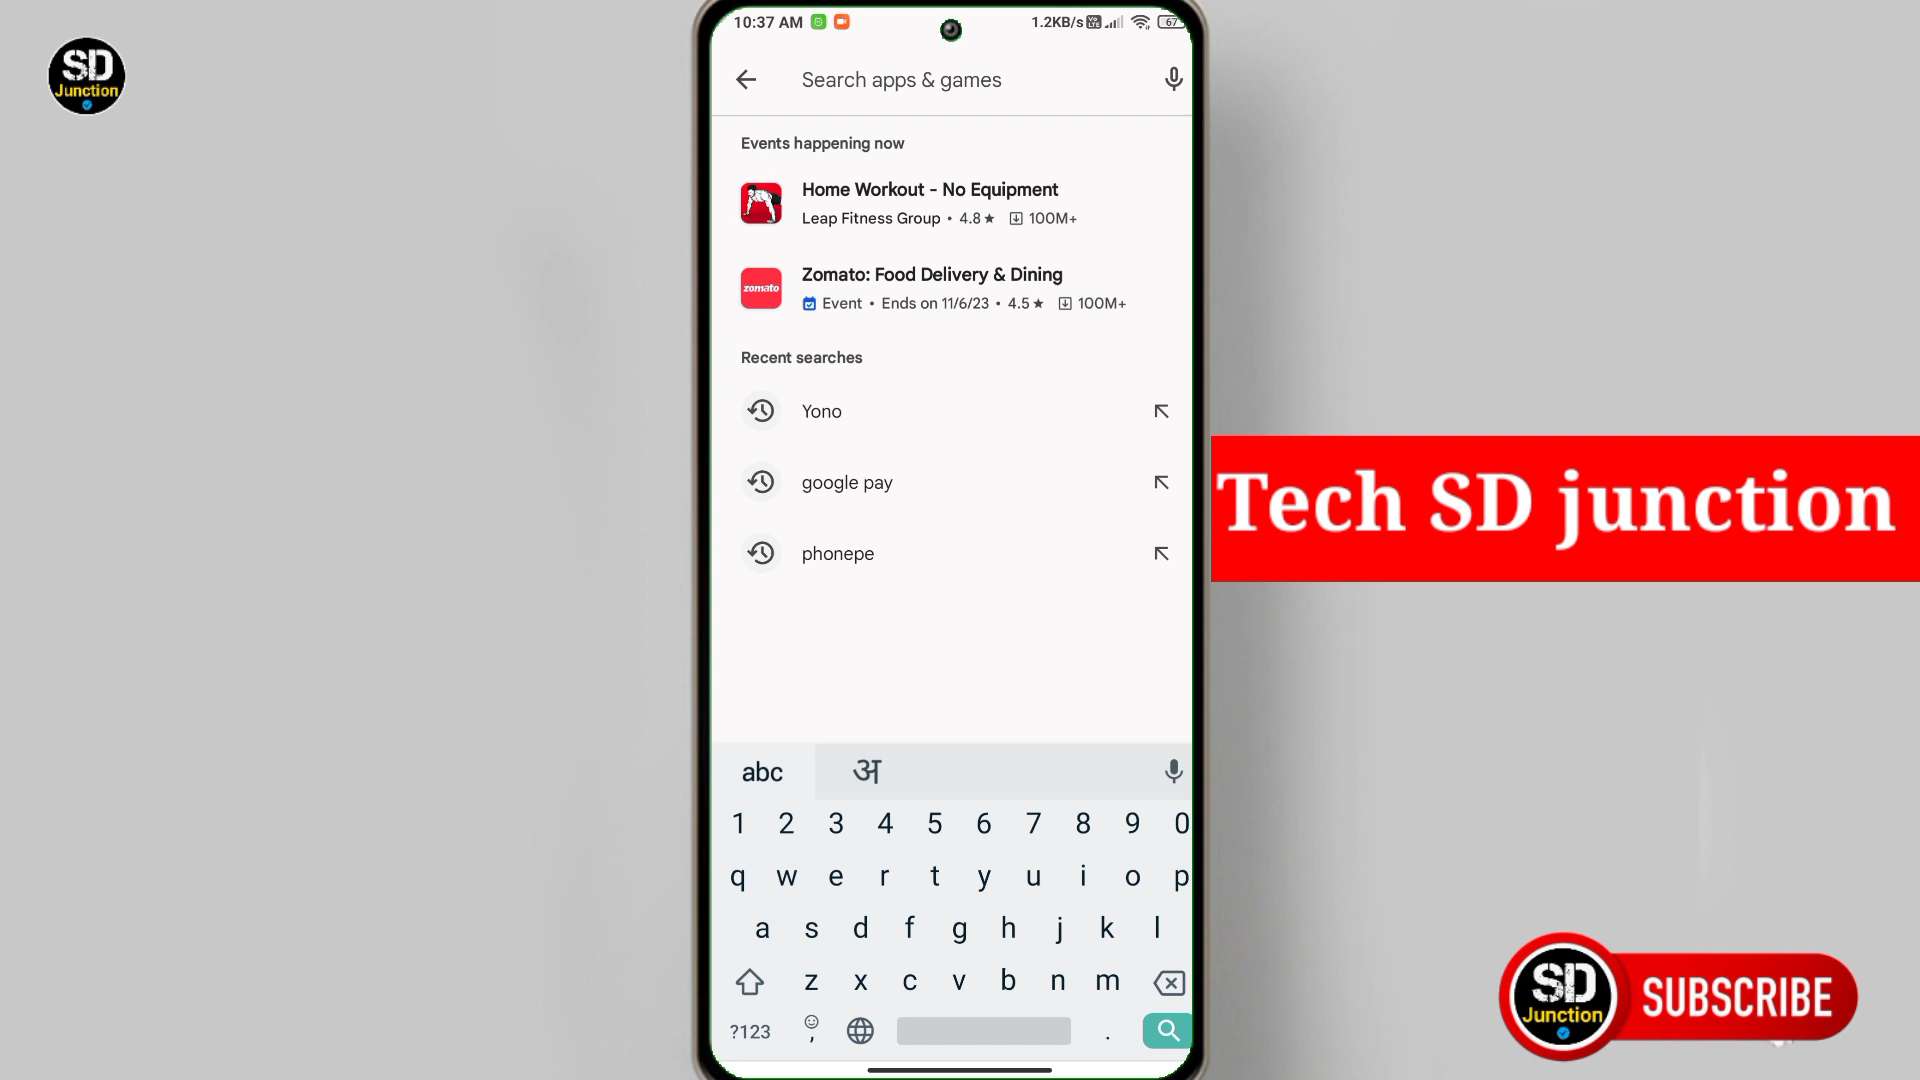 SD
Junction
10:37 AM
1.2KB/s Vo LTE 67
Search apps & games
Events happening now
Home Workout - No Equipment
Leap Fitness Group • 4.8★ 100M+
zomato
Zomato: Food Delivery & Dining
Event • Ends on 11/6/23 • 4.5★ 100M+
Recent searches
Yono
google pay
phonepe
Tech SD junction
abc अ
1 2 3 4 5 6 7 8 9 0
q w e r t y u i o p
a s d f g h j k l
z x c v b n m
?123 , .
SD
Junction
SUBSCRIBE